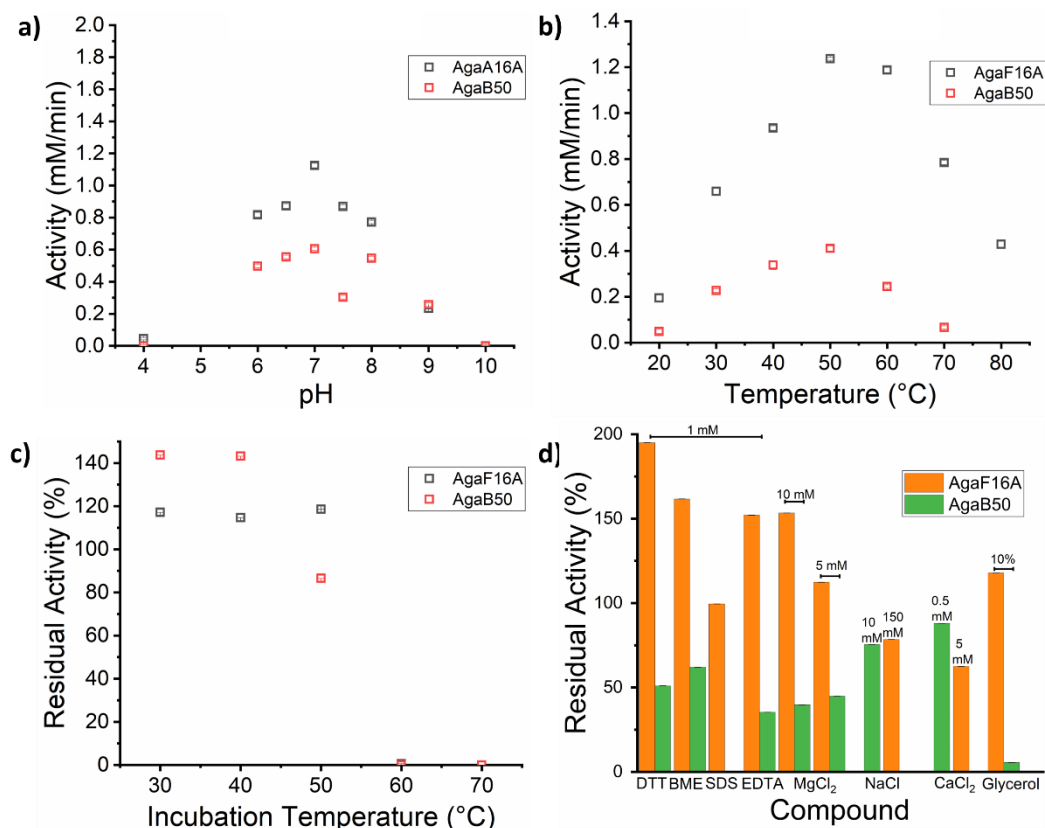 a)
Activity (mM/min)
2.0
1.8
1.6
1.4
1.2
1.0
0.8
0.6
0.4
0.2
0.0
4 5 6 7 8 9 10
pH
AgaA16A
AgaB50
b)
Activity (mM/min)
1.4
1.2
1.0
0.8
0.6
0.4
0.2
0.0
20 30 40 50 60 70 80
Temperature (°C)
AgaF16A
AgaB50
c)
Residual Activity (%)
140
120
100
80
60
40
20
0
30 40 50 60 70
Incubation Temperature (°C)
AgaF16A
AgaB50
d)
Residual Activity (%)
200
150
100
50
0
1 mM
AgaF16A
AgaB50
10 mM
5 mM
10%
10
mM
150
mM
0.5
mM
5
mM
DTT BME SDS EDTA MgCl₂ NaCl CaCl₂ Glycerol
Compound